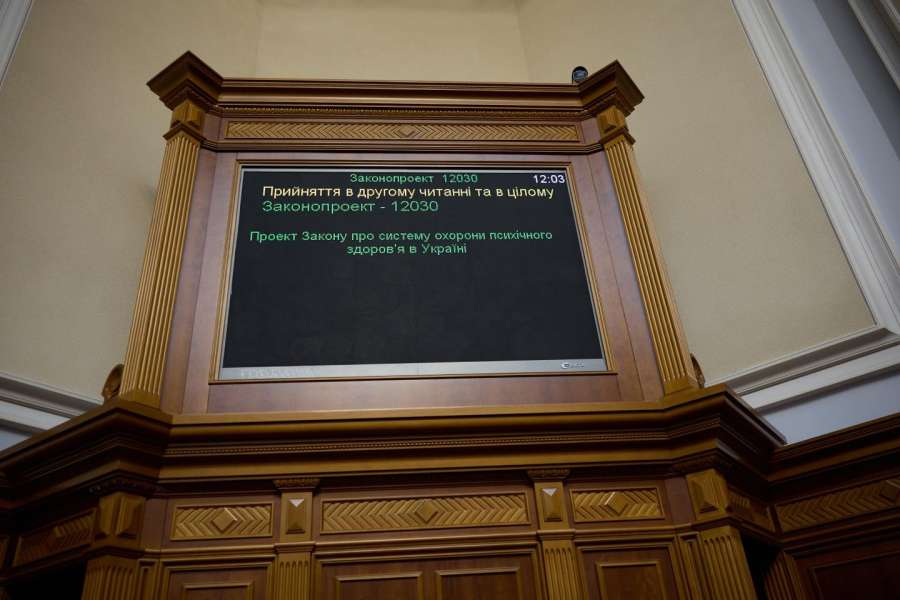 Законопроект 12030
12:03
Прийняття в другому читанні та в цілому
Законопроект - 12030
Проект Закону про систему охорони психічного
здоров'я в Україні